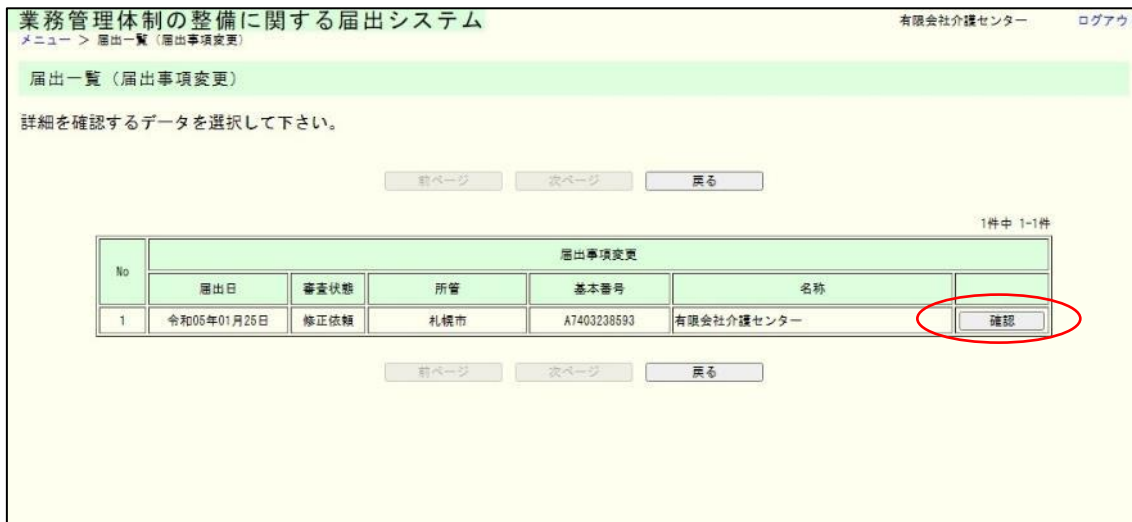 業務管理体制の整備に関する届出システム
有限会社介護センター ログアウ
メニュー > 届出一覧（届出事項変更）
届出一覧（届出事項変更）
詳細を確認するデータを選択して下さい。
前ページ 次ページ 戻る
1件中 1-1件
No 届出事項変更
届出日 審査状態 所管 基本番号 名称
1 令和05年01月25日 修正依頼 札幌市 A7403238593 有限会社介護センター 確認
前ページ 次ページ 戻る